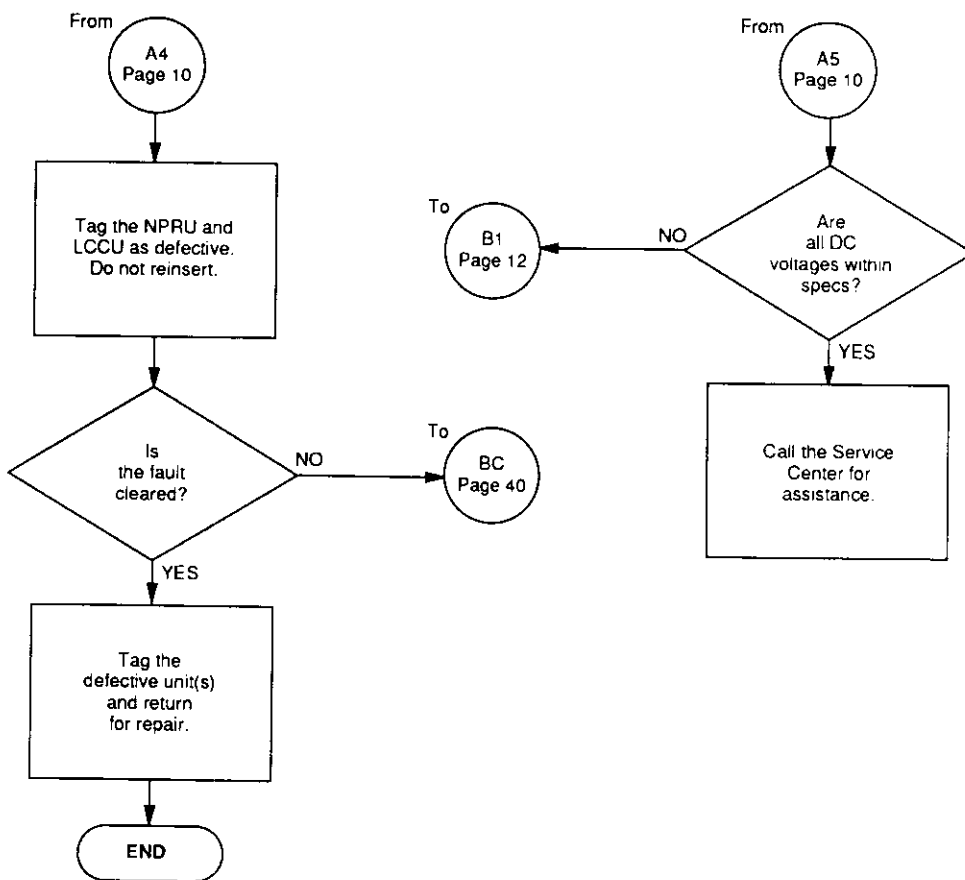 From
A4
Page 10
Tag the NPRU and
LCCU as defective.
Do not reinsert.
Is
the fault
cleared?
NO
To
BC
Page 40
YES
Tag the
defective unit(s)
and return
for repair.
END
From
A5
Page 10
Are
all DC
voltages within
specs?
NO
To
B1
Page 12
YES
Call the Service
Center for
assistance.